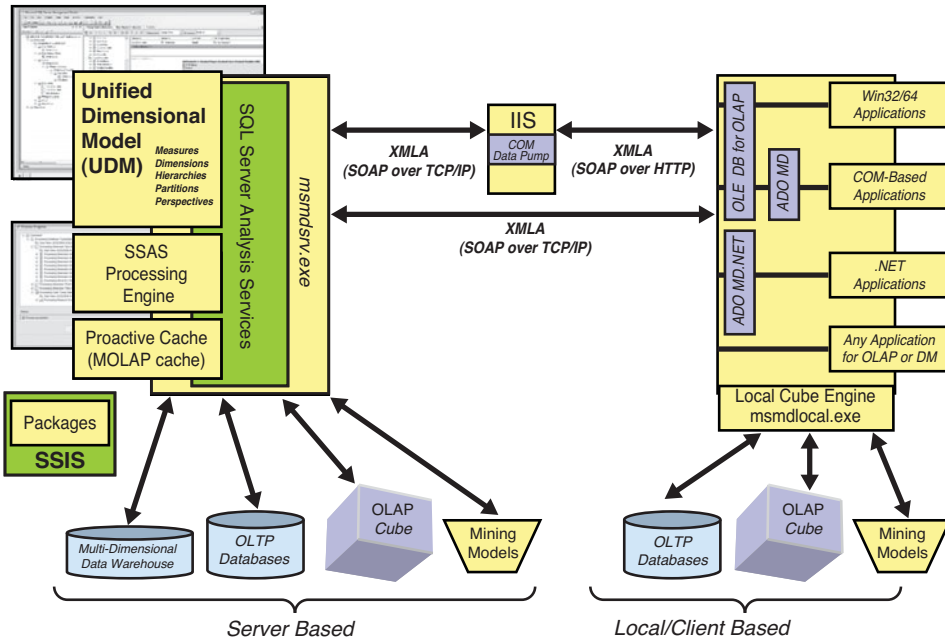 Unified
Dimensional
Model
(UDM)
Measures
Dimensions
Hierarchies
Partitions
Perspectives
SSAS
Processing
Engine
Proactive Cache
(MOLAP cache)
SQL Server Analysis Services
msmdsrv.exe
Packages
SSIS
XMLA
(SOAP over TCP/IP)
IIS
COM
Data Pump
XMLA
(SOAP over HTTP)
XMLA
(SOAP over TCP/IP)
OLE DB for OLAP
ADO MD
ADO MD.NET
Win32/64
Applications
COM-Based
Applications
.NET
Applications
Any Application
for OLAP or DM
Local Cube Engine
msmdlocal.exe
Multi-Dimensional
Data Warehouse
OLTP
Databases
OLAP
Cube
Mining
Models
OLTP
Databases
OLAP
Cube
Mining
Models
Server Based
Local/Client Based